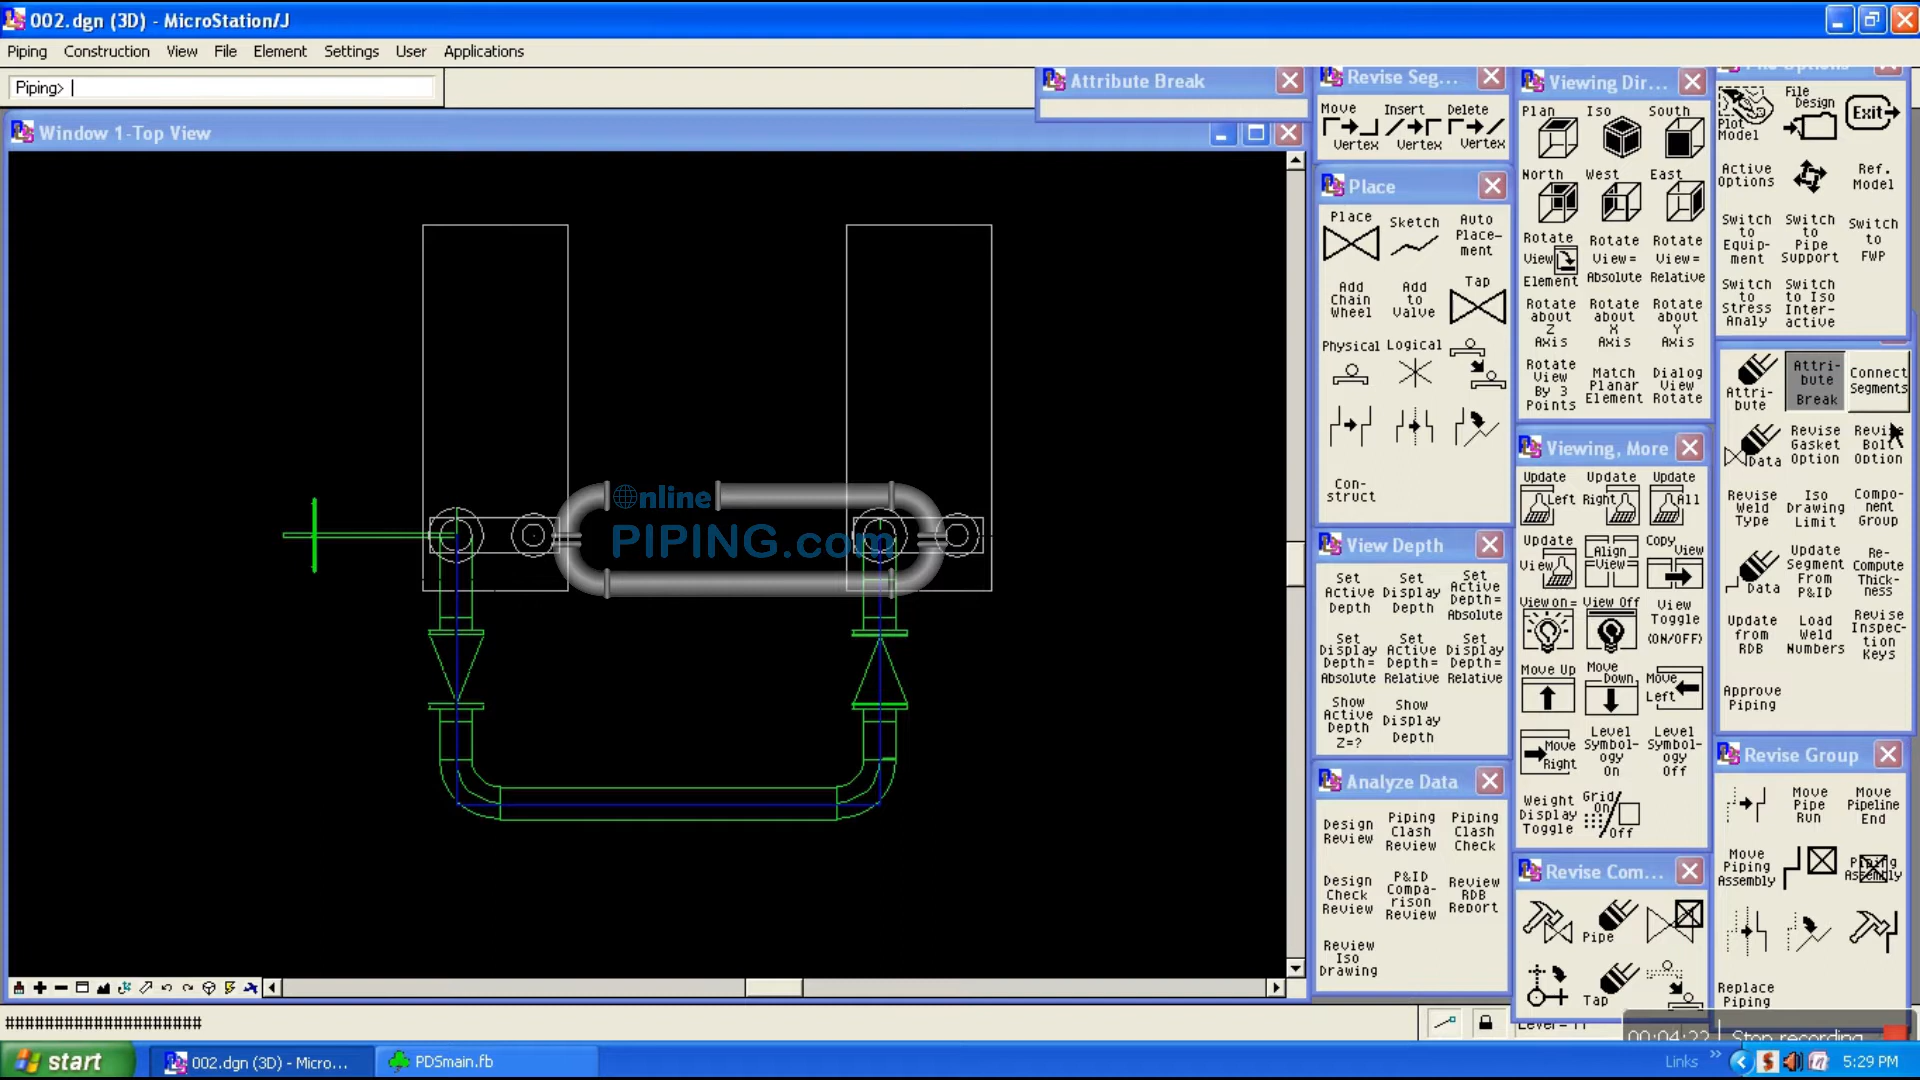 002.dgn (3D) - MicroStation/J
Piping Construction View File Element Settings User Applications
Piping>
Window 1-Top View
Online
PIPING.com
Attribute Break
Revise Seg...
Move Vertex
Insert Vertex
Delete Vertex
Place
Place
Sketch
Auto Place-ment
Add Chain Wheel
Add to Valve
Tap
Physical
Logical
Con-struct
View Depth
Set Active Depth
Set Display Depth
Set Active Depth= Absolute
Set Display Depth= Absolute
Set Active Depth= Relative
Set Display Depth= Relative
Show Active Depth Z=?
Show Display Depth
Analyze Data
Design Review
Piping Clash Review
Piping Clash Check
Design Check Review
P&ID Compa-rison Review
Review RDB Report
Review Iso Drawing
Viewing Dir...
Plan
Iso
South
North
West
East
Rotate View Element
Rotate View= Absolute
Rotate View= Relative
Rotate about Z Axis
Rotate about X Axis
Rotate about Y Axis
Rotate View By 3 Points
Match Planar Element
Dialog View Rotate
Viewing, More
Update Left
Update Right
Update All
Update View
Align View
Copy View
View on=
View Off
View Toggle (ON/OFF)
Move Up
Move Down
Move Left
Move Right
Level Symbol-ogy On
Level Symbol-ogy Off
Weight Display Toggle
Grid On/Off
Revise Com...
Pipe
Tap
Plot Model
File Design
Exit
Active Options
Ref. Model
Switch to Equip-ment
Switch to Pipe Support
Switch to FWP
Switch to Stress Analy
Switch to Iso Inter-active
Attri-bute
Attri-bute Break
Connect Segments
Data
Revise Gasket Option
Revise Bolt Option
Revise Weld Type
Iso Drawing Limit
Compo-nent Group
Data
Update Segment From P&ID
Re-Compute Thick-ness
Update from RDB
Load Weld Numbers
Revise Inspec-tion Keys
Approve Piping
Revise Group
Move Pipe Run
Move Pipeline End
Move Piping Assembly
Piping Assembly
Replace Piping
####################
Level= 11
00:04:22 | Stop recording
start
002.dgn (3D) - Micro...
PDSmain.fb
Links
5:29 PM